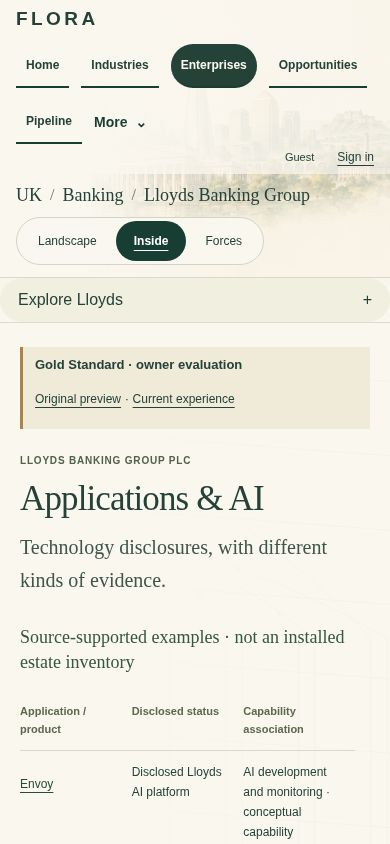 FLORA
Home Industries Enterprises Opportunities
Pipeline More
Guest Sign in
UK / Banking / Lloyds Banking Group
Landscape Inside Forces
Explore Lloyds +
Gold Standard · owner evaluation
Original preview · Current experience
LLOYDS BANKING GROUP PLC
Applications & AI
Technology disclosures, with different
kinds of evidence.
Source-supported examples · not an installed
estate inventory
Application / product Disclosed status Capability association
Envoy Disclosed Lloyds AI platform AI development and monitoring · conceptual capability